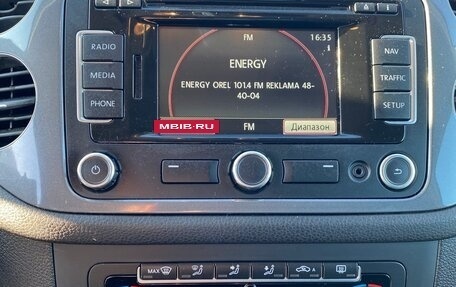 FM
16:35
i
ENERGY
ENERGY OREL 101.4 FM REKLAMA 48-
40-04
MBIB·RU
FM
Диапазон
RADIO
MEDIA
PHONE
NAV
TRAFFIC
SETUP
MAX
A